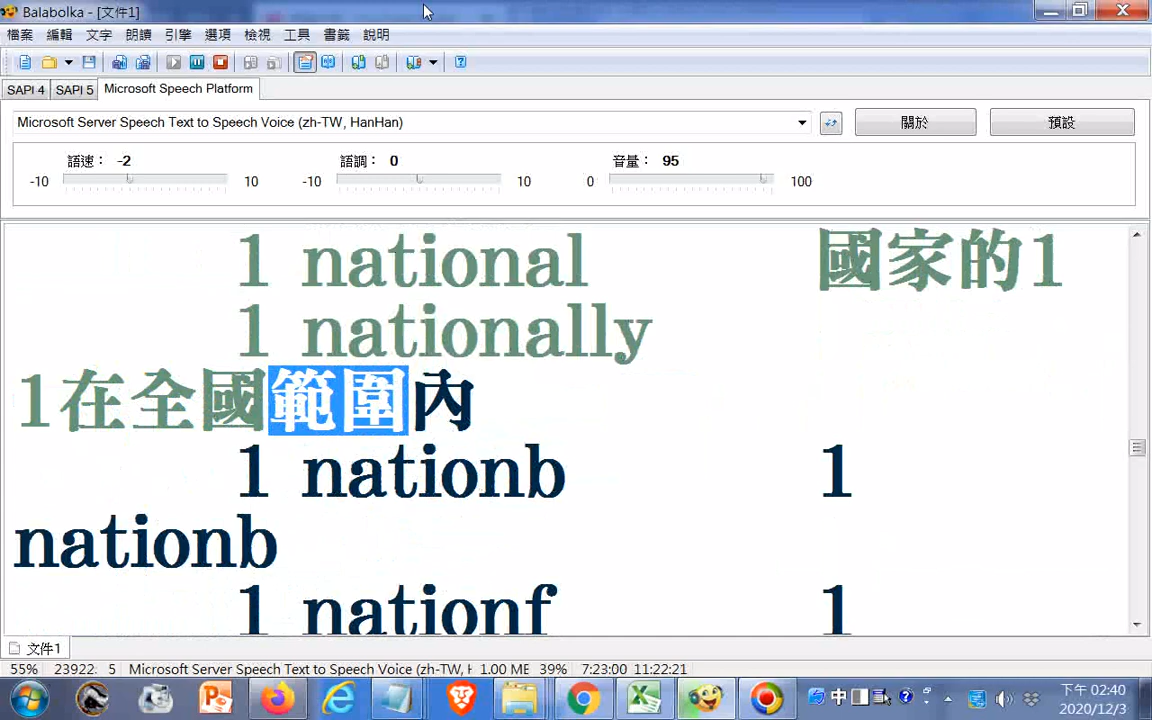 Balabolka - [文件1]
檔案 編輯 文字 朗讀 引擎 選項 檢視 工具 書籤 說明
SAPI 4 SAPI 5 Microsoft Speech Platform
Microsoft Server Speech Text to Speech Voice (zh-TW, HanHan) 關於 預設
語速： -2 語調： 0 音量： 95
-10 10 -10 10 0 100
1 national 國家的1
1 nationally
1在全國範圍內
1 nationb 1
nationb
1 nationf 1
文件1
55% 23922 5 Microsoft Server Speech Text to Speech Voice (zh-TW, H 1.00 ME 39% 7:23:00 11:22:21
中 下午 02:40
2020/12/3